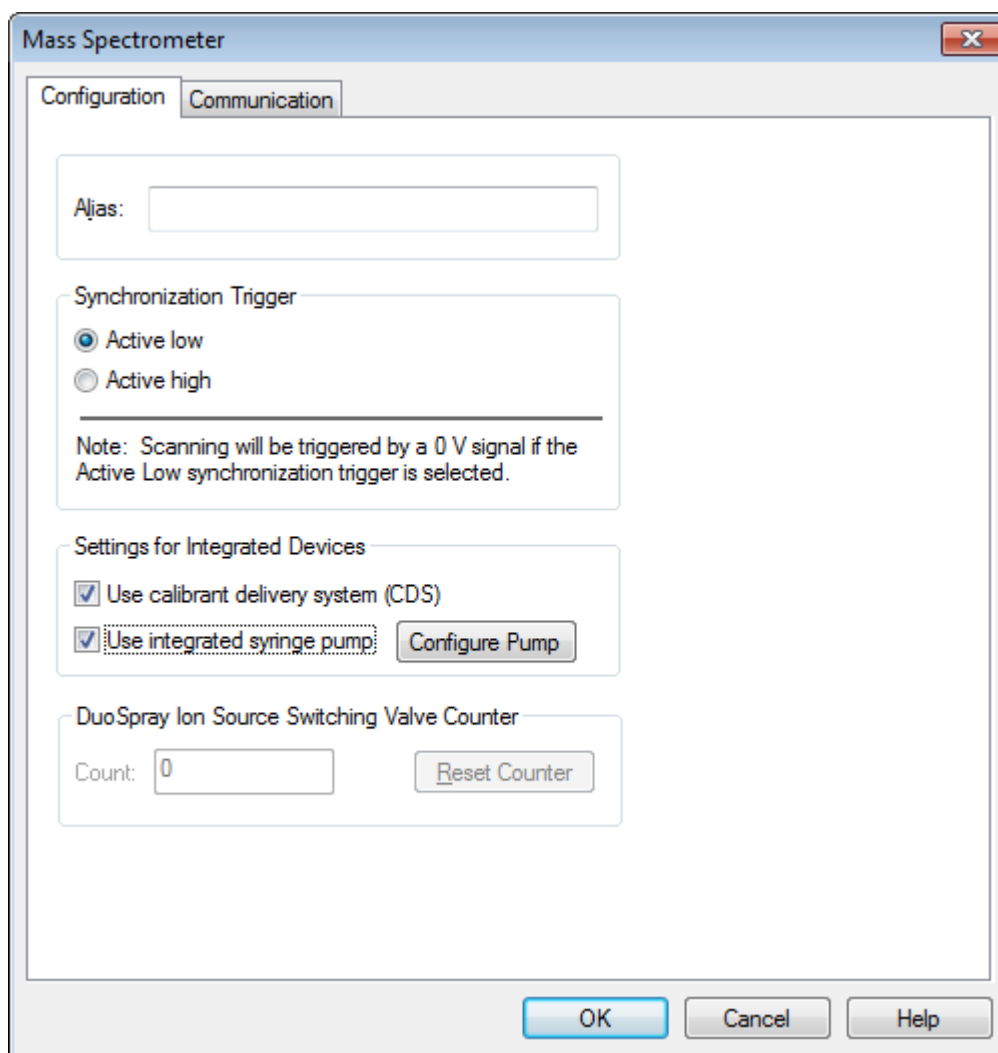 Mass Spectrometer
Configuration
Communication
Alias:
Synchronization Trigger
Active low
Active high
Note: Scanning will be triggered by a 0 V signal if the
Active Low synchronization trigger is selected.
Settings for Integrated Devices
Use calibrant delivery system (CDS)
Use integrated syringe pump
Configure Pump
DuoSpray Ion Source Switching Valve Counter
Count:
0
Reset Counter
OK
Cancel
Help